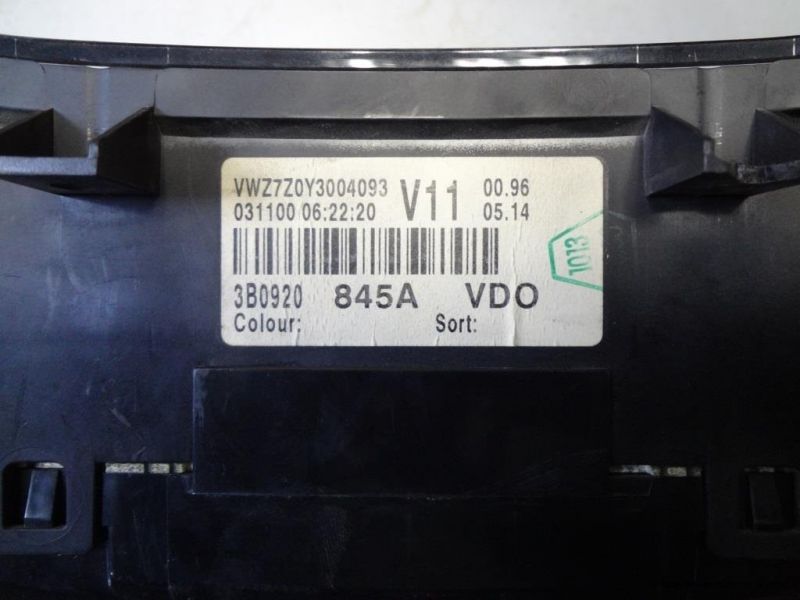 VWZ7Z0Y3004093 V11 00.96
031100 06:22:20 05.14
1013
3B0920 845A VDO
Colour: Sort: